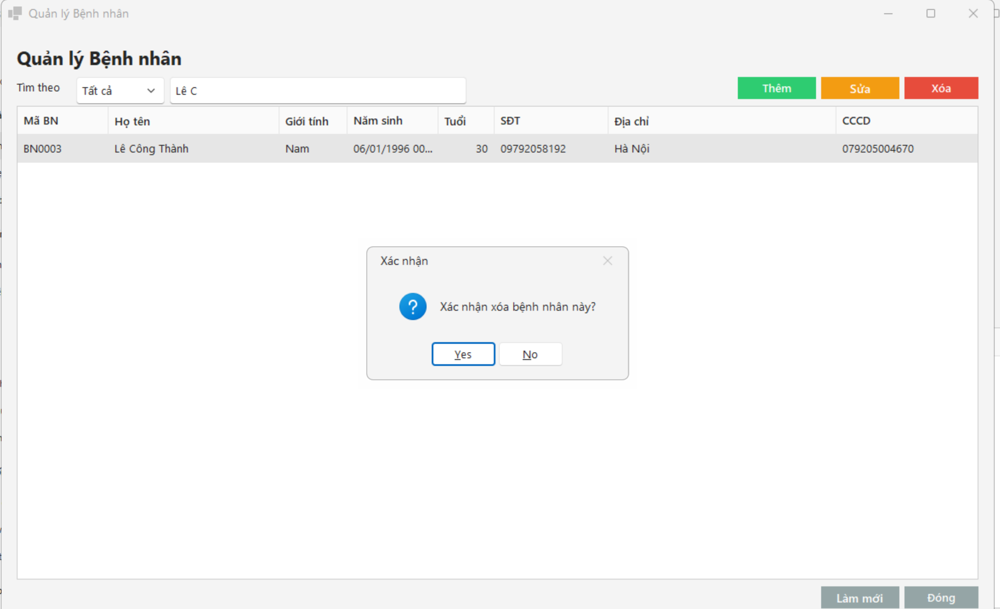 Quản lý Bệnh nhân
Quản lý Bệnh nhân
Tìm theo Tất cả Lê C Thêm Sửa Xóa
Mã BN Họ tên Giới tính Năm sinh Tuổi SĐT Địa chỉ CCCD
BN0003 Lê Công Thành Nam 06/01/1996 00... 30 09792058192 Hà Nội 079205004670
Xác nhận
? Xác nhận xóa bệnh nhân này?
Yes No
Làm mới Đóng